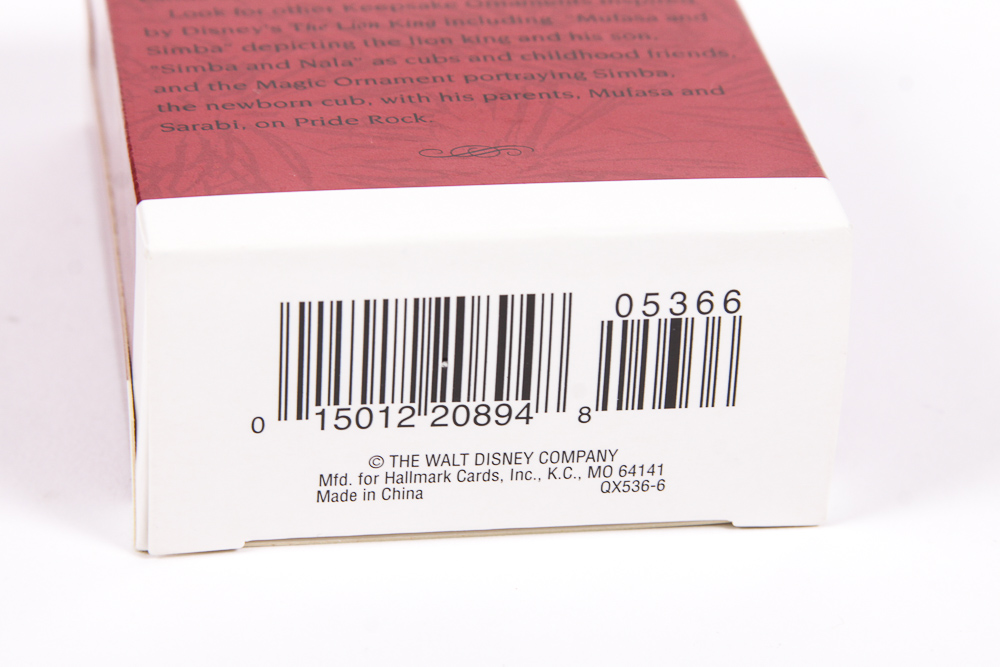 Look for other Keepsake Ornaments inspired
by Disney's The Lion King including "Mufasa and
Simba" depicting the lion king and his son,
"Simba and Nala" as cubs and childhood friends,
and the Magic Ornament portraying Simba,
the newborn cub, with his parents, Mufasa and
Sarabi, on Pride Rock.
05366
0 15012 20894 8
© THE WALT DISNEY COMPANY
Mfd. for Hallmark Cards, Inc., K.C., MO 64141
Made in China QX536-6